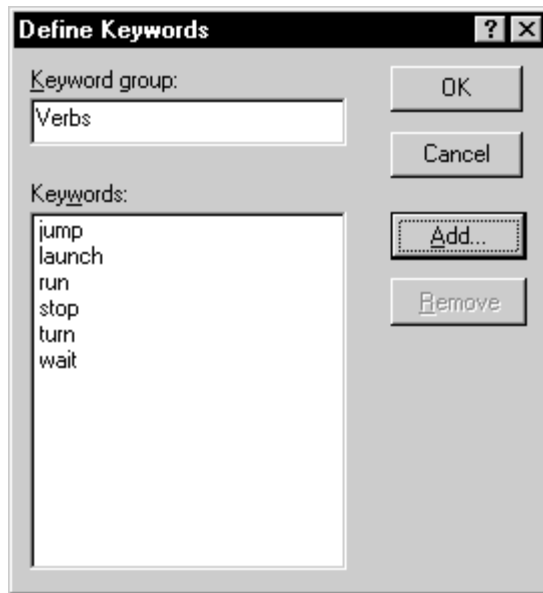 Define Keywords
Keyword group:
Verbs
OK
Cancel
Keywords:
jump
launch
run
stop
turn
wait
Add...
Remove